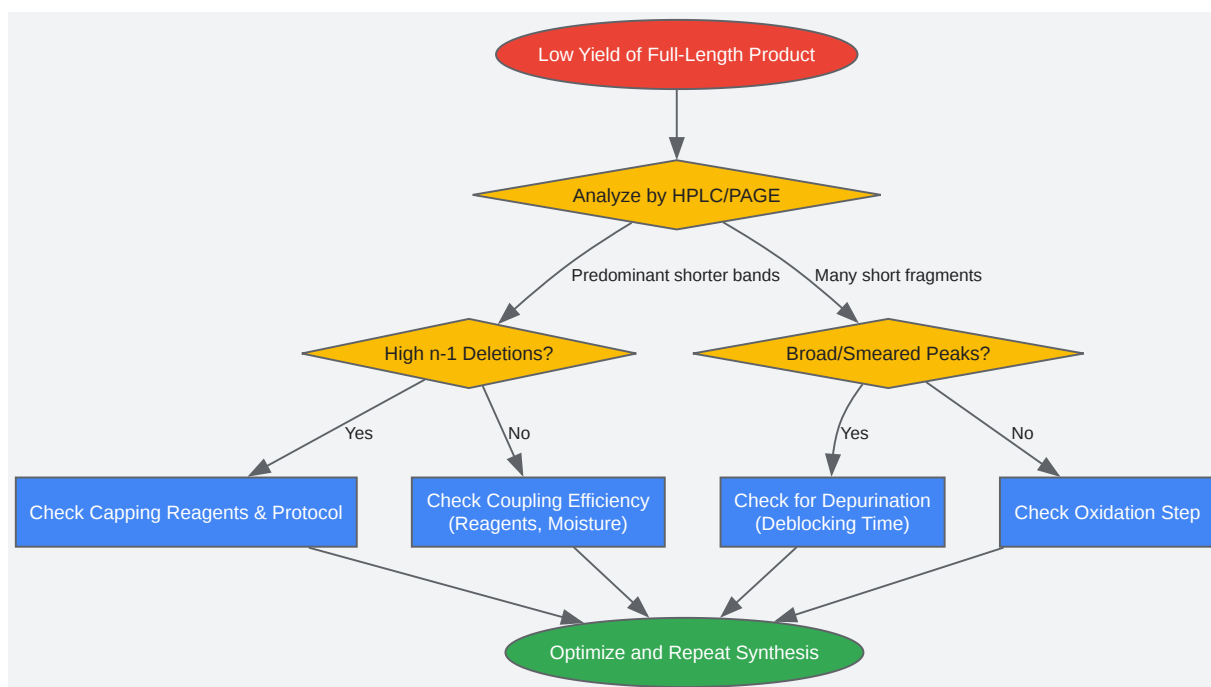 Low Yield of Full-Length Product
Analyze by HPLC/PAGE
Predominant shorter bands
Many short fragments
High n-1 Deletions?
Broad/Smeared Peaks?
Yes
No
Yes
No
Check Capping Reagents & Protocol
Check Coupling Efficiency
(Reagents, Moisture)
Check for Depurination
(Deblocking Time)
Check Oxidation Step
Optimize and Repeat Synthesis